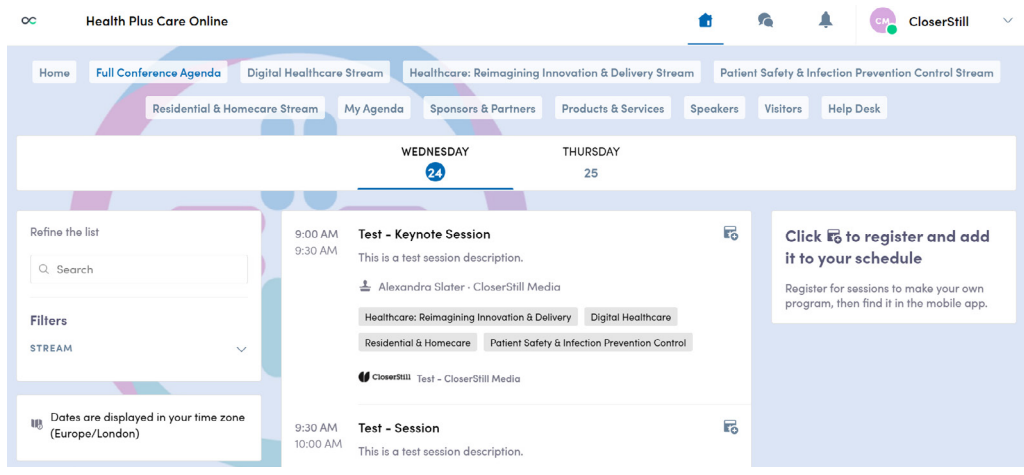 Health Plus Care Online
CM
CloserStill
Home
Full Conference Agenda
Digital Healthcare Stream
Healthcare: Reimagining Innovation & Delivery Stream
Patient Safety & Infection Prevention Control Stream
Residential & Homecare Stream
My Agenda
Sponsors & Partners
Products & Services
Speakers
Visitors
Help Desk
WEDNESDAY
24
THURSDAY
25
Refine the list
Search
Filters
STREAM
Dates are displayed in your time zone
(Europe/London)
9:00 AM
9:30 AM
Test - Keynote Session
This is a test session description.
Alexandra Slater · CloserStill Media
Healthcare: Reimagining Innovation & Delivery
Digital Healthcare
Residential & Homecare
Patient Safety & Infection Prevention Control
CloserStill
Test - CloserStill Media
9:30 AM
10:00 AM
Test - Session
This is a test session description.
Click to register and add
it to your schedule
Register for sessions to make your own
program, then find it in the mobile app.